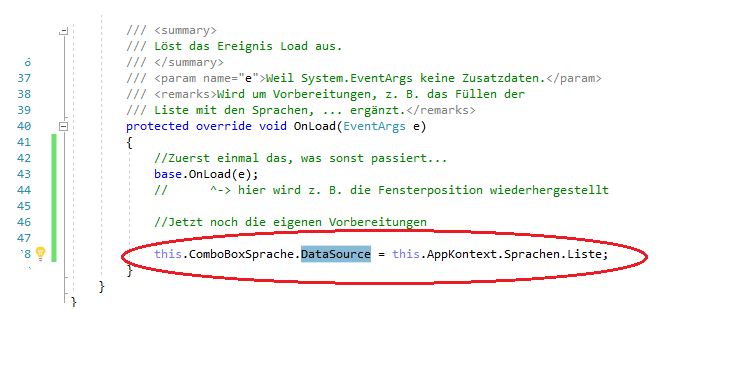 /// <summary>
/// Löst das Ereignis Load aus.
/// </summary>
37 /// <param name="e">Weil System.EventArgs keine Zusatzdaten.</param>
38 /// <remarks>Wird um Vorbereitungen, z. B. das Füllen der
39 /// Liste mit den Sprachen, ... ergänzt.</remarks>
40 protected override void OnLoad(EventArgs e)
41 {
42 //Zuerst einmal das, was sonst passiert...
43 base.OnLoad(e);
44 // ^-> hier wird z. B. die Fensterposition wiederhergestellt
45
46 //Jetzt noch die eigenen Vorbereitungen
47
this.ComboBoxSprache.DataSource = this.AppKontext.Sprachen.Liste;
}
}
}